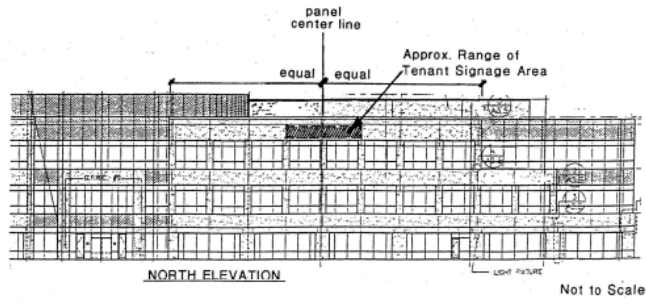 panel
center line
equal equal
Approx. Range of
Tenant Signage Area
NORTH ELEVATION
LIGHT FIXTURE
Not to Scale